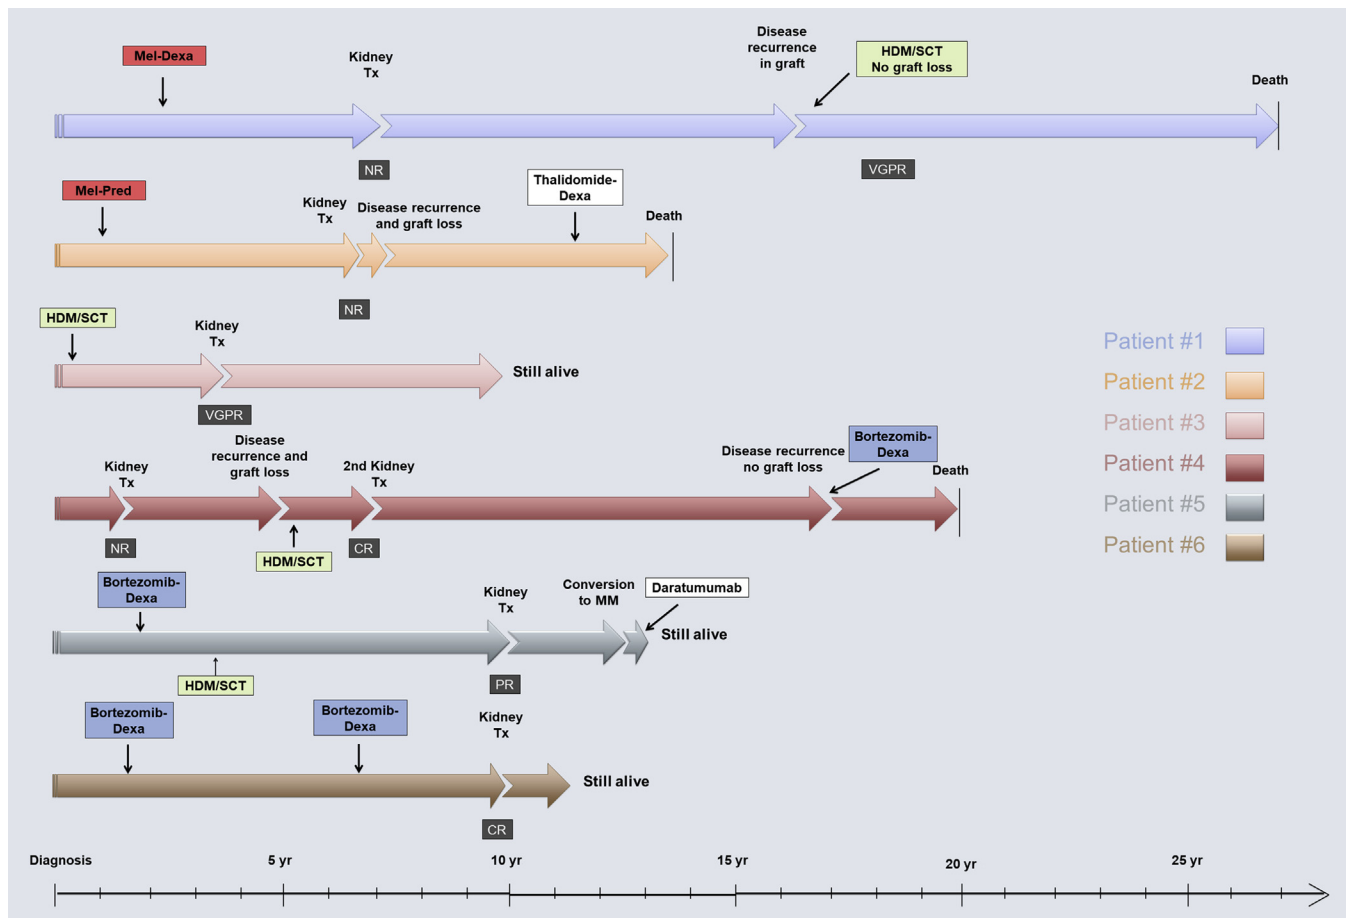 Mel-Dexa
Kidney
Tx
Disease
recurrence
in graft
HDM/SCT
No graft loss
Death
NR
VGPR
Mel-Pred
Kidney
Tx
Disease recurrence
and graft loss
Thalidomide-
Dexa
Death
NR
HDM/SCT
Kidney
Tx
Still alive
VGPR
Patient #1
Patient #2
Patient #3
Patient #4
Patient #5
Patient #6
Kidney
Tx
Disease
recurrence and
graft loss
2nd Kidney
Tx
Disease recurrence
no graft loss
Bortezomib-
Dexa
Death
NR
HDM/SCT
CR
Bortezomib-
Dexa
Kidney
Tx
Conversion
to MM
Daratumumab
Still alive
HDM/SCT
PR
Bortezomib-
Dexa
Bortezomib-
Dexa
Kidney
Tx
Still alive
CR
Diagnosis
5 yr
10 yr
15 yr
20 yr
25 yr